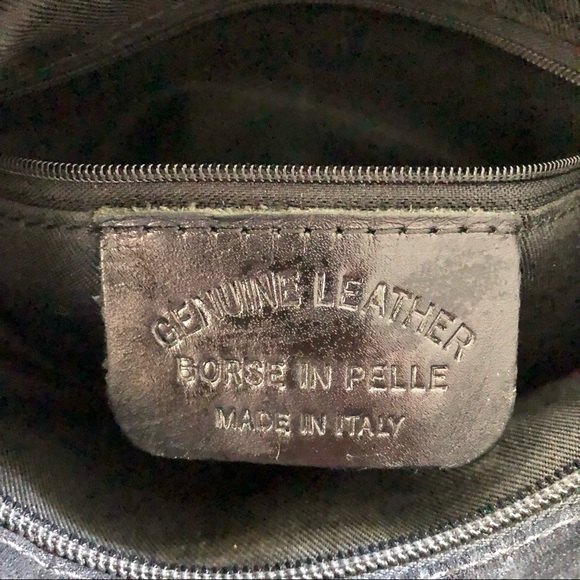 GENUINE LEATHER
BORSE IN PELLE
MADE IN ITALY